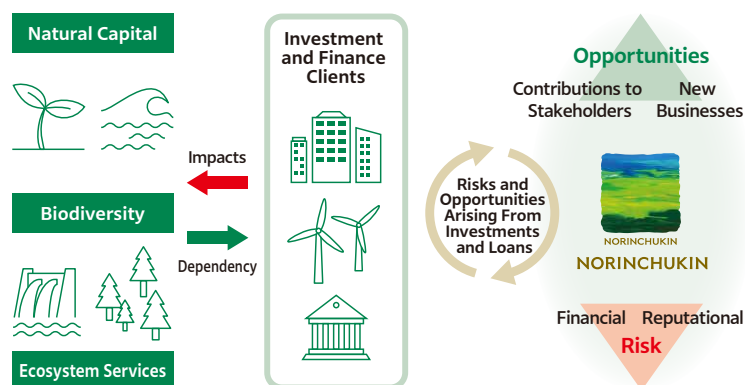 Natural Capital
Impacts
Biodiversity
Dependency
Ecosystem Services
Investment
and Finance
Clients
Risks and
Opportunities
Arising From
Investments
and Loans
Opportunities
Contributions to
Stakeholders
New
Businesses
NORINCHUKIN
NORINCHUKIN
Financial
Reputational
Risk